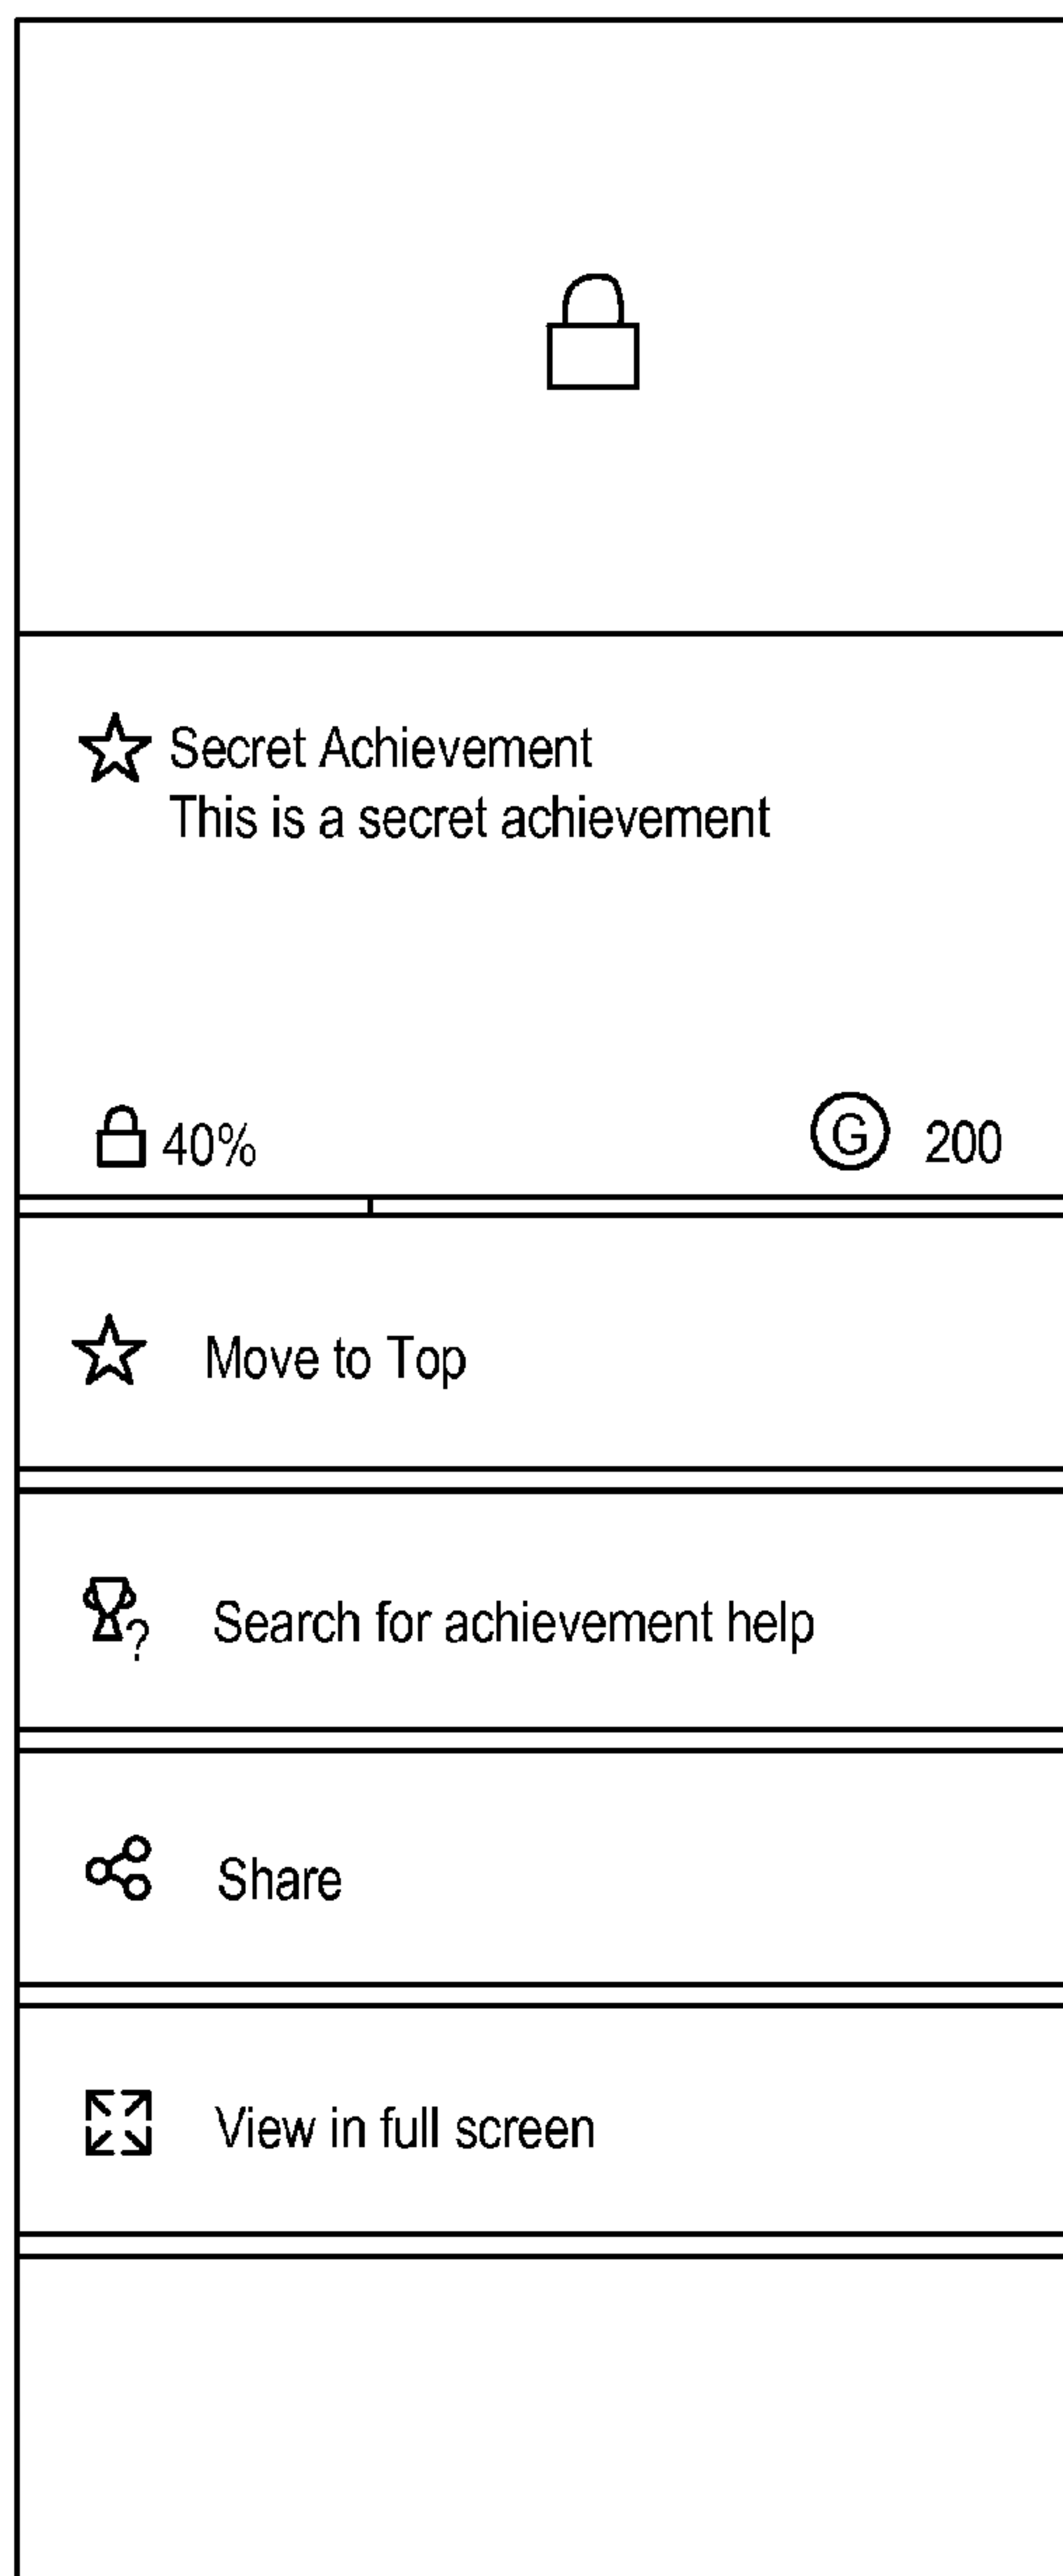 Secret Achievement
This is a secret achievement
40%
G 200
Move to Top
?
Search for achievement help
Share
View in full screen